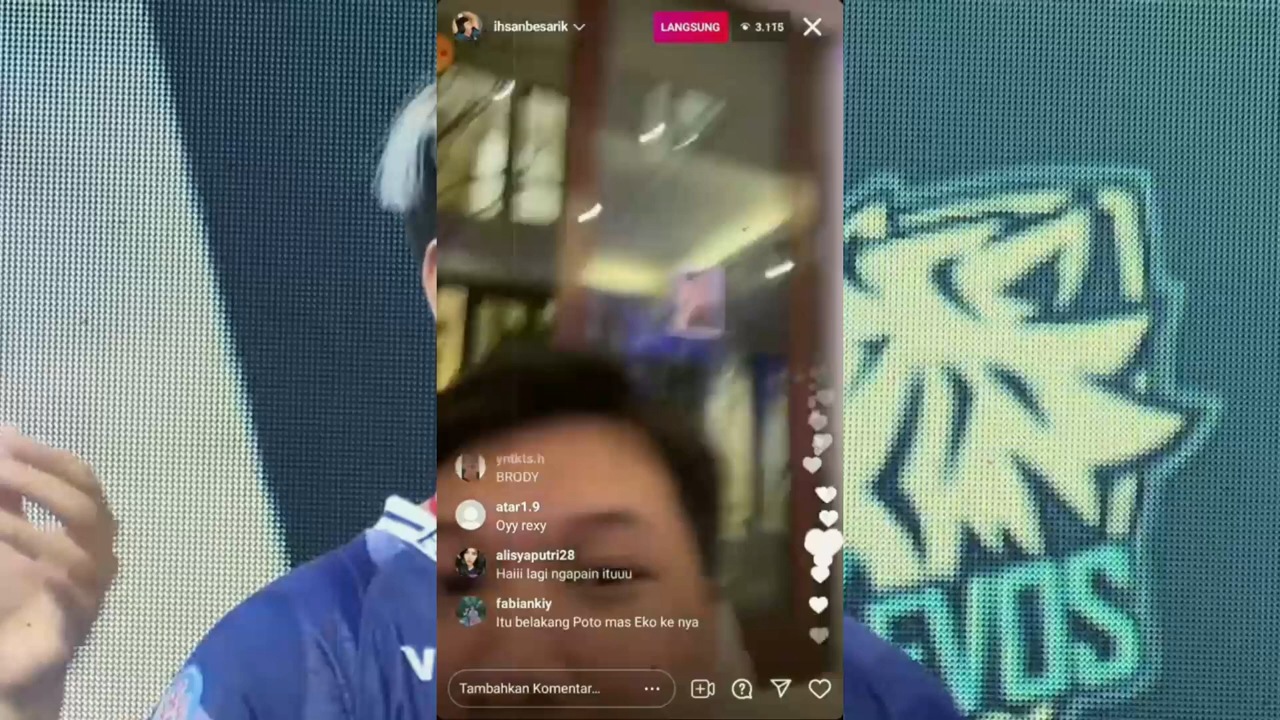 ihsanbesarik
LANGSUNG
3.115
BRODY
atar1.9
Oyy rexy
alisyaputri28
Haiii lagi ngapain ituuu
fabiankiy
Itu belakang Poto mas Eko ke nya
Tambahkan Komentar...
EVOS